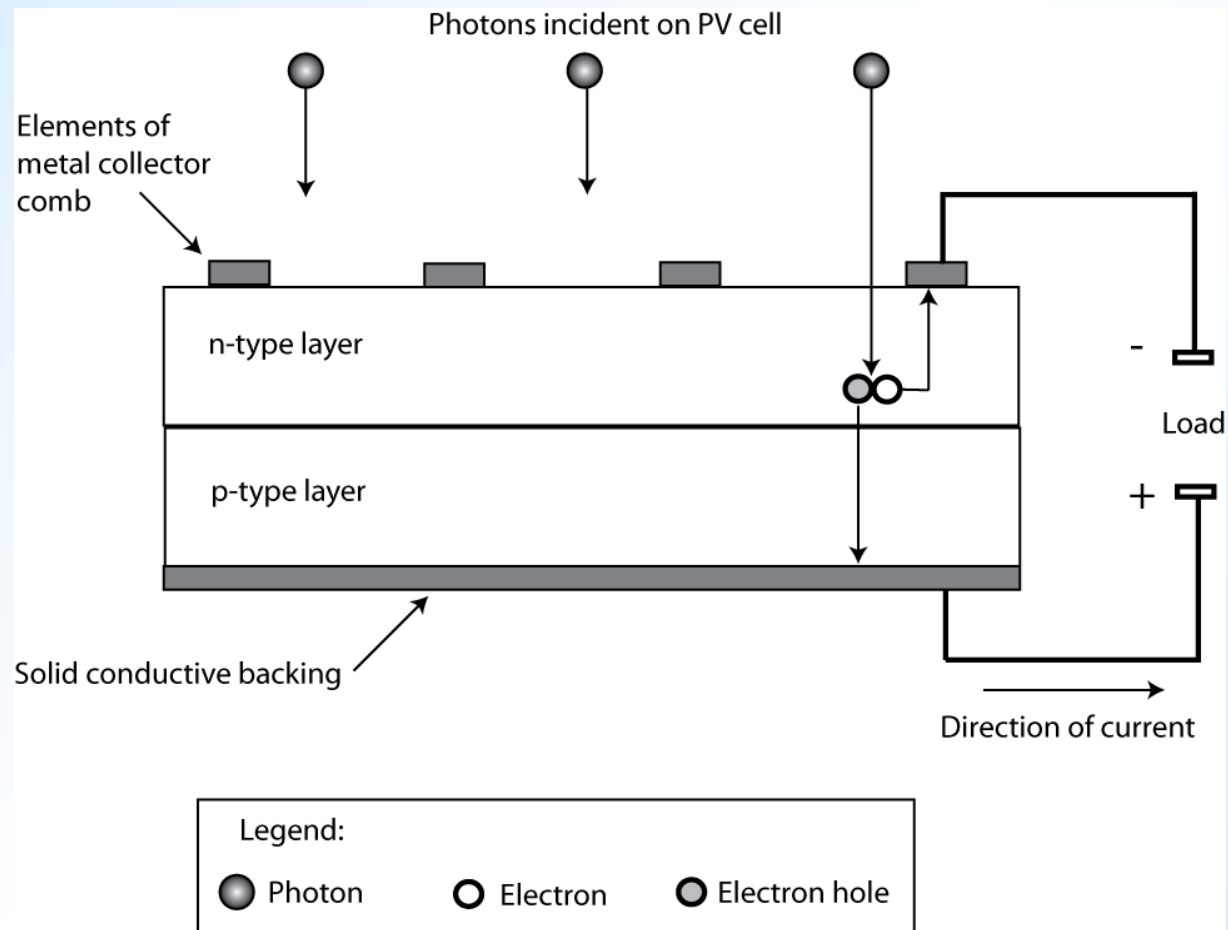 Photons incident on PV cell
Elements of
metal collector
comb
n-type layer
-
Load
p-type layer
+
Solid conductive backing
Direction of current
Legend:
Photon
Electron
Electron hole